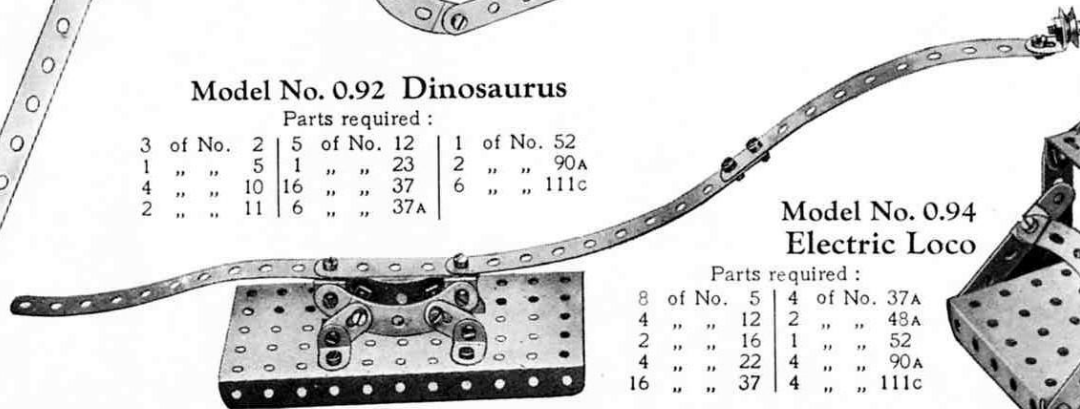 Model No. 0.92 Dinosaurus
Parts required :
3 of No. 2 | 5 of No. 12 | 1 of No. 52
1 „ „ 5 | 1 „ „ 23 | 2 „ „ 90A
4 „ „ 10 | 16 „ „ 37 | 6 „ „ 111C
2 „ „ 11 | 6 „ „ 37A
Model No. 0.94
Electric Loco
Parts required :
8 of No. 5 | 4 of No. 37A
4 „ „ 12 | 2 „ „ 48A
2 „ „ 16 | 1 „ „ 52
4 „ „ 22 | 4 „ „ 90A
16 „ „ 37 | 4 „ „ 111C